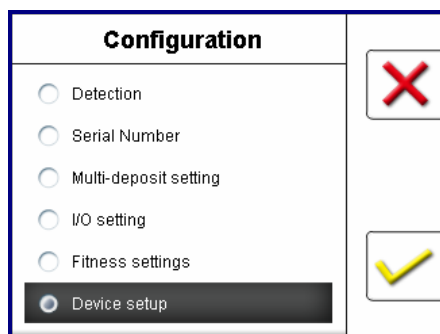 Configuration
Detection
Serial Number
Multi-deposit setting
I/O setting
Fitness settings
Device setup